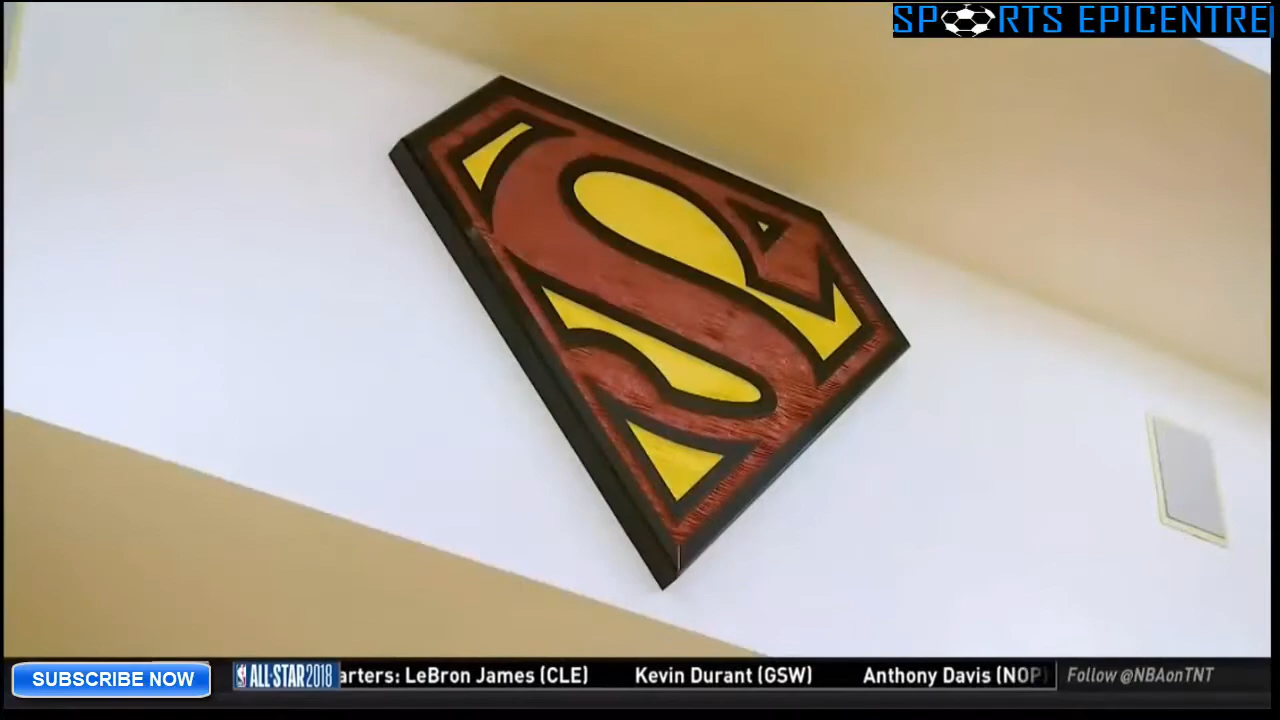 SPORTS EPICENTRE
S
SUBSCRIBE NOW
ALL-STAR 2018
arters: LeBron James (CLE) Kevin Durant (GSW) Anthony Davis (NOP)
Follow @NBAonTNT